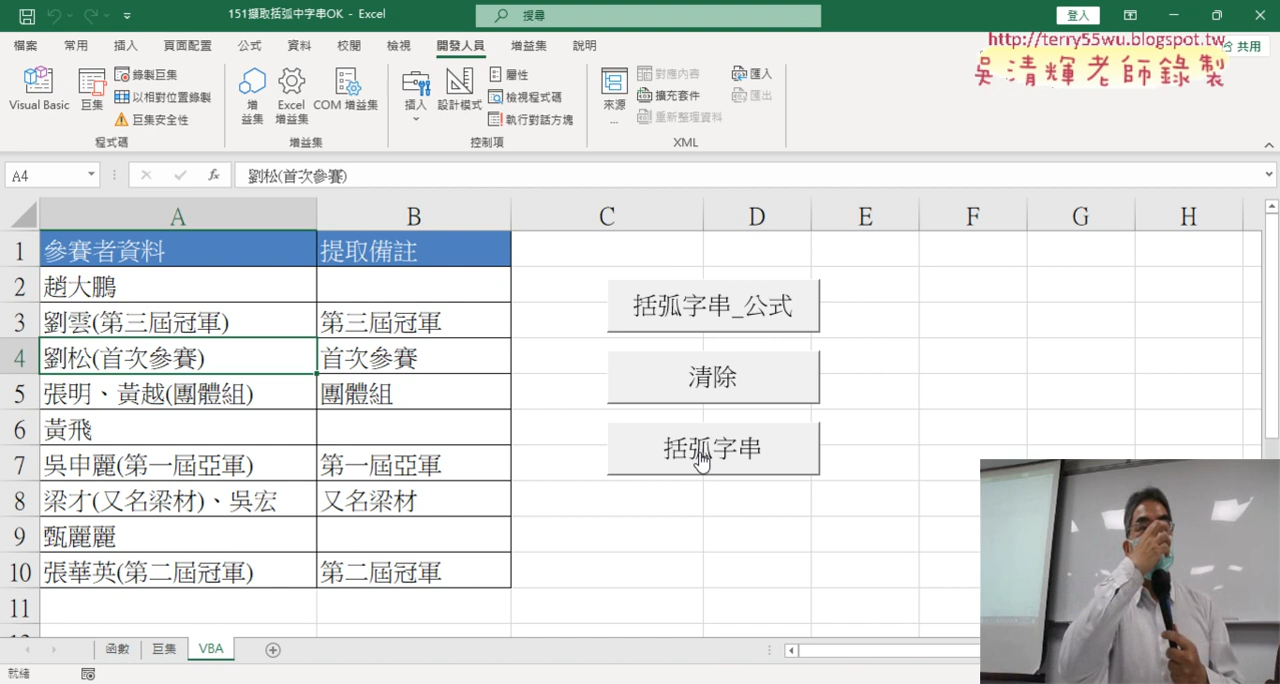 151擷取括弧中字串OK - Excel
搜尋
登入
檔案 常用 插入 頁面配置 公式 資料 校閱 檢視 開發人員 增益集 說明
共用
http://terry55wu.blogspot.tw
吳清輝老師錄製
Visual Basic
巨集
錄製巨集
以相對位置錄製
巨集安全性
程式碼
增益集
Excel 增益集
COM 增益集
增益集
插入
設計模式
屬性
檢視程式碼
執行對話方塊
控制項
來源
...
對應內容
擴充套件
重新整理資料
匯入
匯出
XML
A4
fx
劉松(首次參賽)
A B C D E F G H
1 參賽者資料 提取備註
2 趙大鵬
3 劉雲(第三屆冠軍) 第三屆冠軍
4 劉松(首次參賽) 首次參賽
5 張明、黃越(團體組) 團體組
6 黃飛
7 吳申麗(第一屆亞軍) 第一屆亞軍
8 梁才(又名梁材)、吳宏 又名梁材
9 甄麗麗
10 張華英(第二屆冠軍) 第二屆冠軍
11
括弧字串_公式
清除
括弧字串
函數 巨集 VBA
就緒